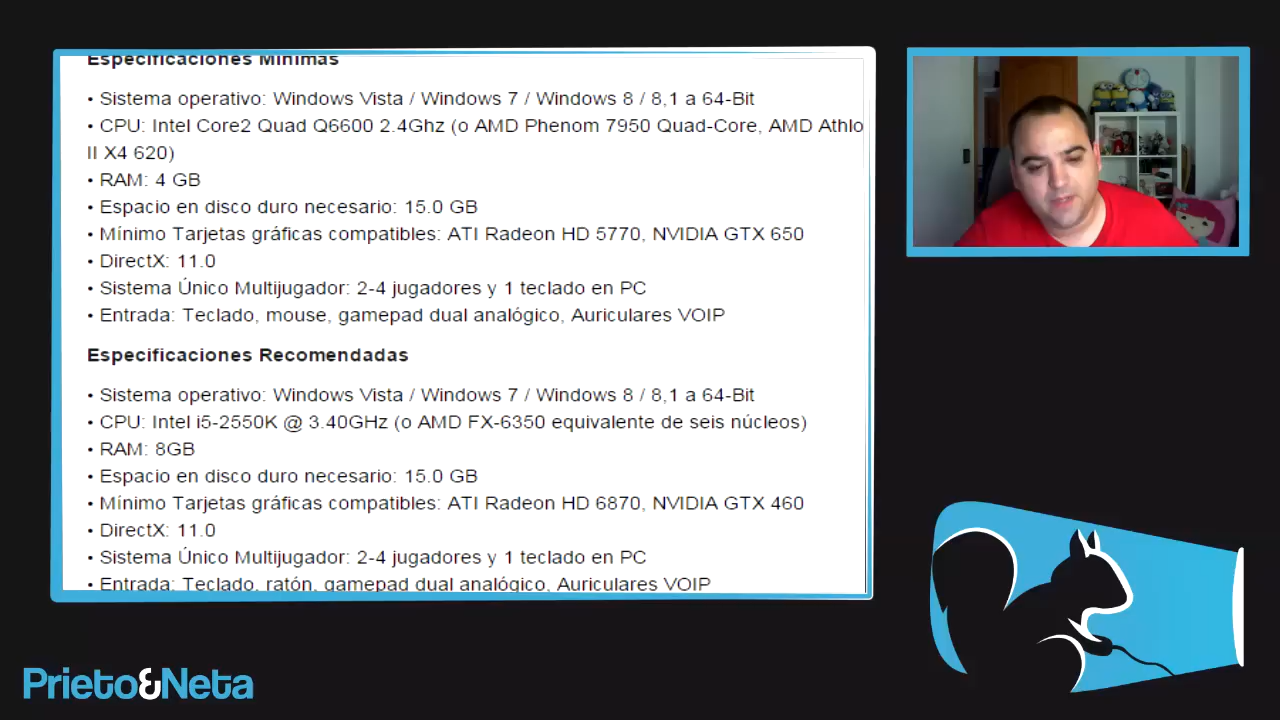 Especificaciones Mínimas
• Sistema operativo: Windows Vista / Windows 7 / Windows 8 / 8,1 a 64-Bit
• CPU: Intel Core2 Quad Q6600 2.4Ghz (o AMD Phenom 7950 Quad-Core, AMD Athlo
II X4 620)
• RAM: 4 GB
• Espacio en disco duro necesario: 15.0 GB
• Mínimo Tarjetas gráficas compatibles: ATI Radeon HD 5770, NVIDIA GTX 650
• DirectX: 11.0
• Sistema Único Multijugador: 2-4 jugadores y 1 teclado en PC
• Entrada: Teclado, mouse, gamepad dual analógico, Auriculares VOIP
Especificaciones Recomendadas
• Sistema operativo: Windows Vista / Windows 7 / Windows 8 / 8,1 a 64-Bit
• CPU: Intel i5-2550K @ 3.40GHz (o AMD FX-6350 equivalente de seis núcleos)
• RAM: 8GB
• Espacio en disco duro necesario: 15.0 GB
• Mínimo Tarjetas gráficas compatibles: ATI Radeon HD 6870, NVIDIA GTX 460
• DirectX: 11.0
• Sistema Único Multijugador: 2-4 jugadores y 1 teclado en PC
• Entrada: Teclado, ratón, gamepad dual analógico, Auriculares VOIP
Prieto&Neta